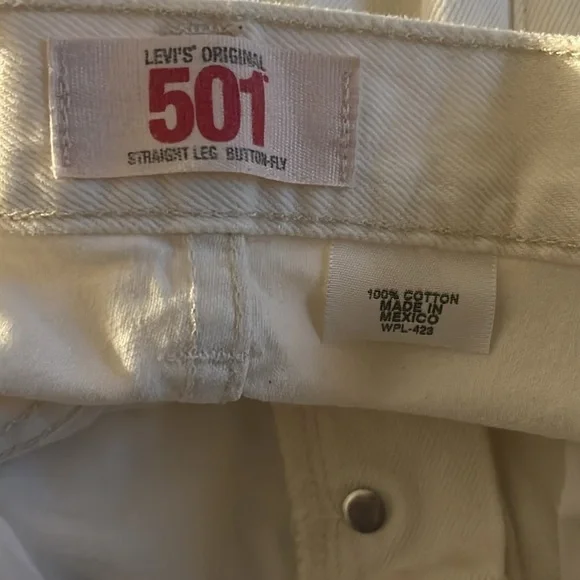 LEVI'S® ORIGINAL
501®
STRAIGHT LEG BUTTON-FLY
100% COTTON
MADE IN
MEXICO
WPL-423